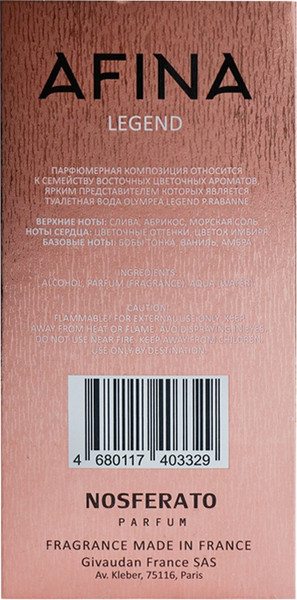 AFINA
LEGEND
ПАРФЮМЕРНАЯ КОМПОЗИЦИЯ ОТНОСИТСЯ
К СЕМЕЙСТВУ ВОСТОЧНЫХ ЦВЕТОЧНЫХ АРОМАТОВ.
ЯРКИМ ПРЕДСТАВИТЕЛЕМ КОТОРЫХ ЯВЛЯЕТСЯ
ТУАЛЕТНАЯ ВОДА OLYMPEA LEGEND P.RABANNE
ВЕРХНИЕ НОТЫ: СЛИВА, АБРИКОС, МОРСКАЯ СОЛЬ
НОТЫ СЕРДЦА: ЦВЕТОЧНЫЕ ОТТЕНКИ, ЦВЕТОК ИМБИРЯ
БАЗОВЫЕ НОТЫ: БОБЫ ТОНКА, ВАНИЛЬ, АМБРА
INGREDIENTS:
ALCOHOL, PARFUM (FRAGRANCE), AQUA (WATER)
CAUTION:
FLAMMABLE. FOR EXTERNAL USE ONLY. KEEP
AWAY FROM HEAT OR FLAME. AVOID SPRAYING IN EYES.
DO NOT USE NEAR FIRE. KEEP AWAY FROM CHILDREN.
USE ONLY BY DESTINATION.
4 680117 403329
NOSFERATO
PARFUM
FRAGRANCE MADE IN FRANCE
Givaudan France SAS
Av. Kleber, 75116, Paris